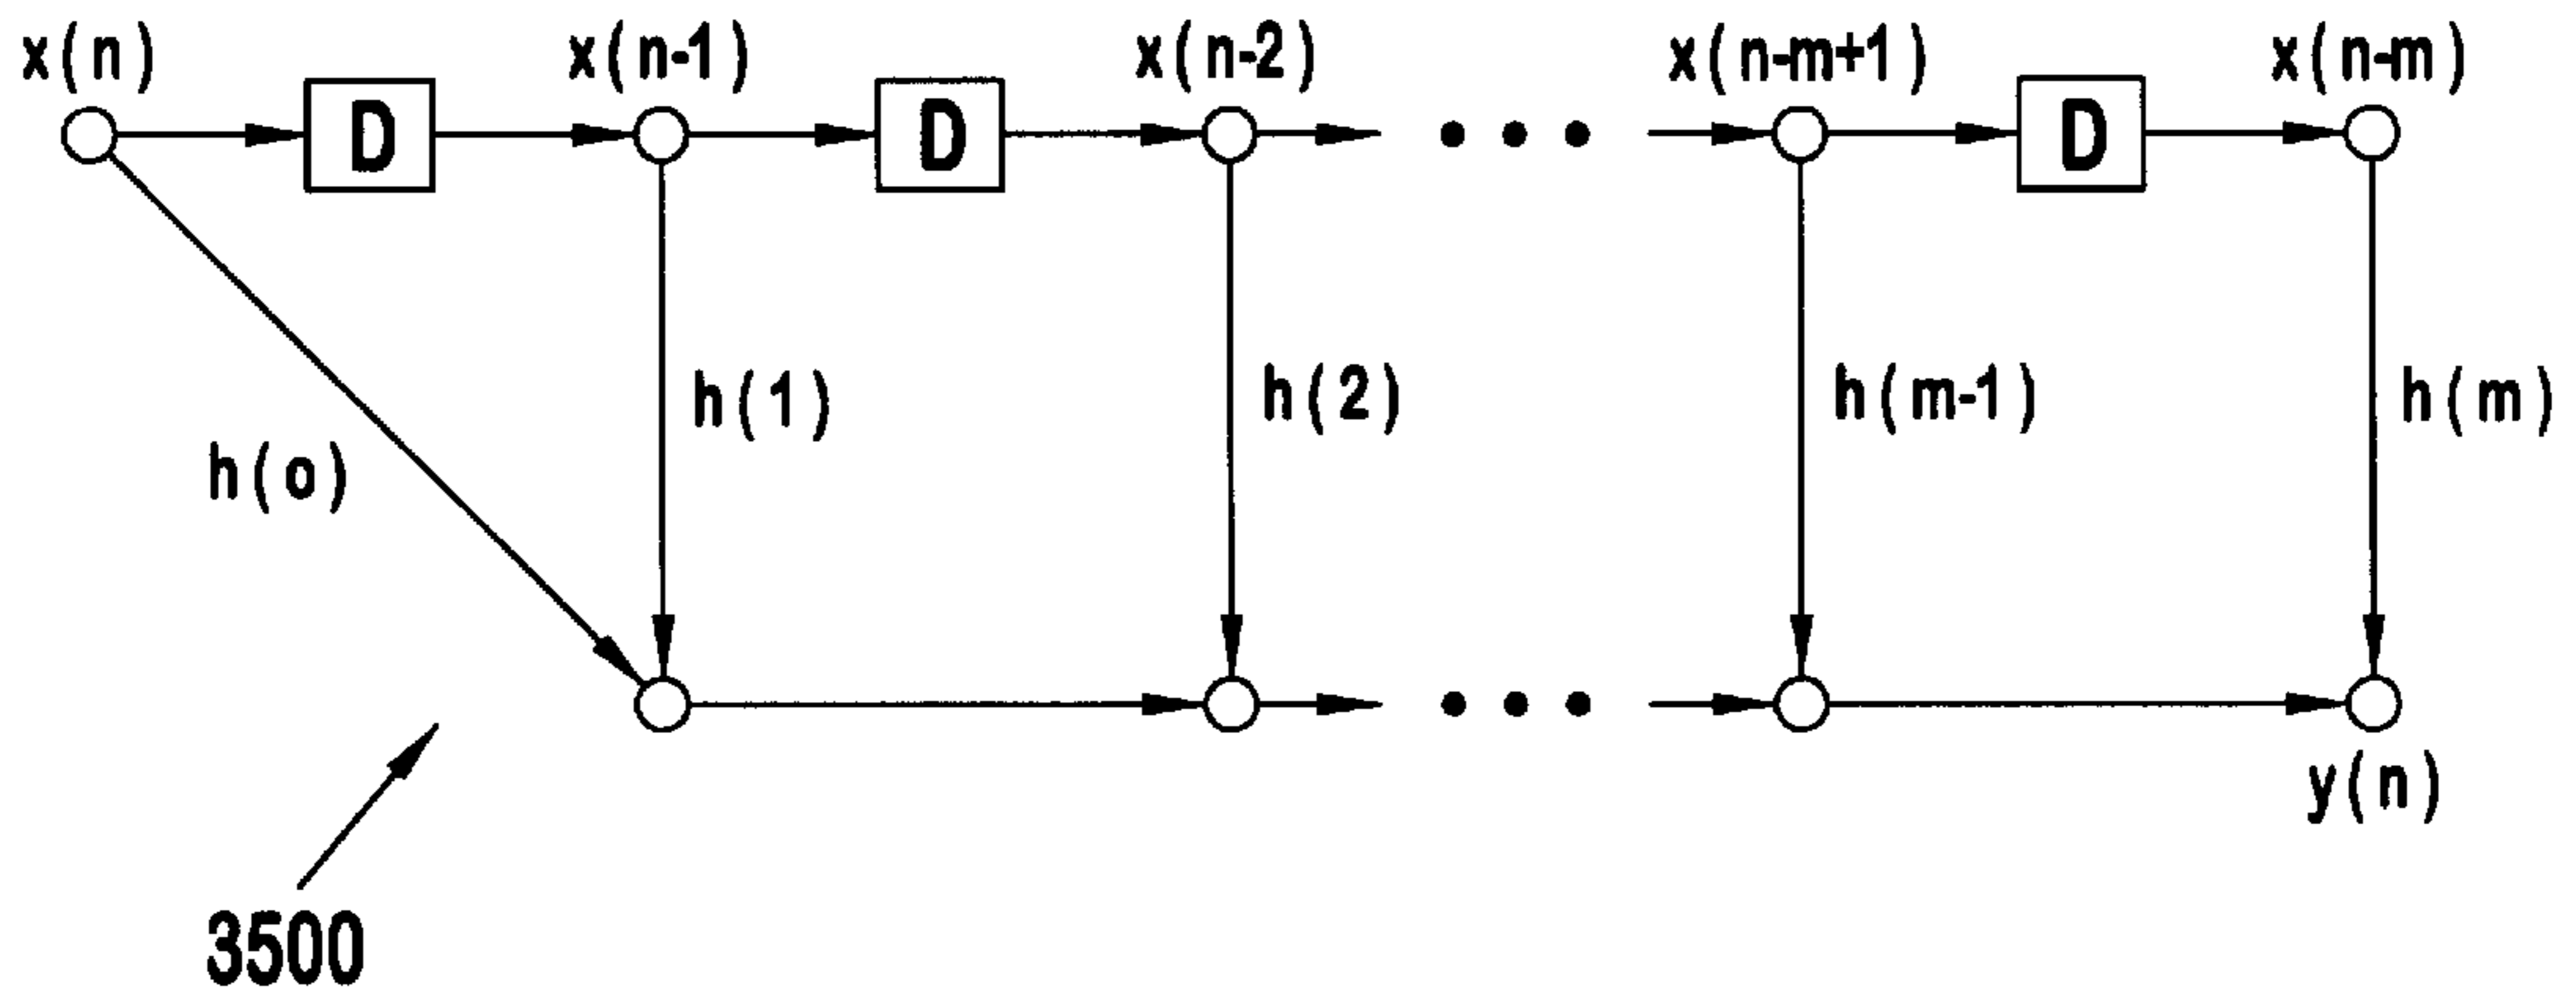 x(n) x(n-1) x(n-2) x(n-m+1) x(n-m)
D D D
h(o) h(1) h(2) h(m-1) h(m)
y(n)
3500